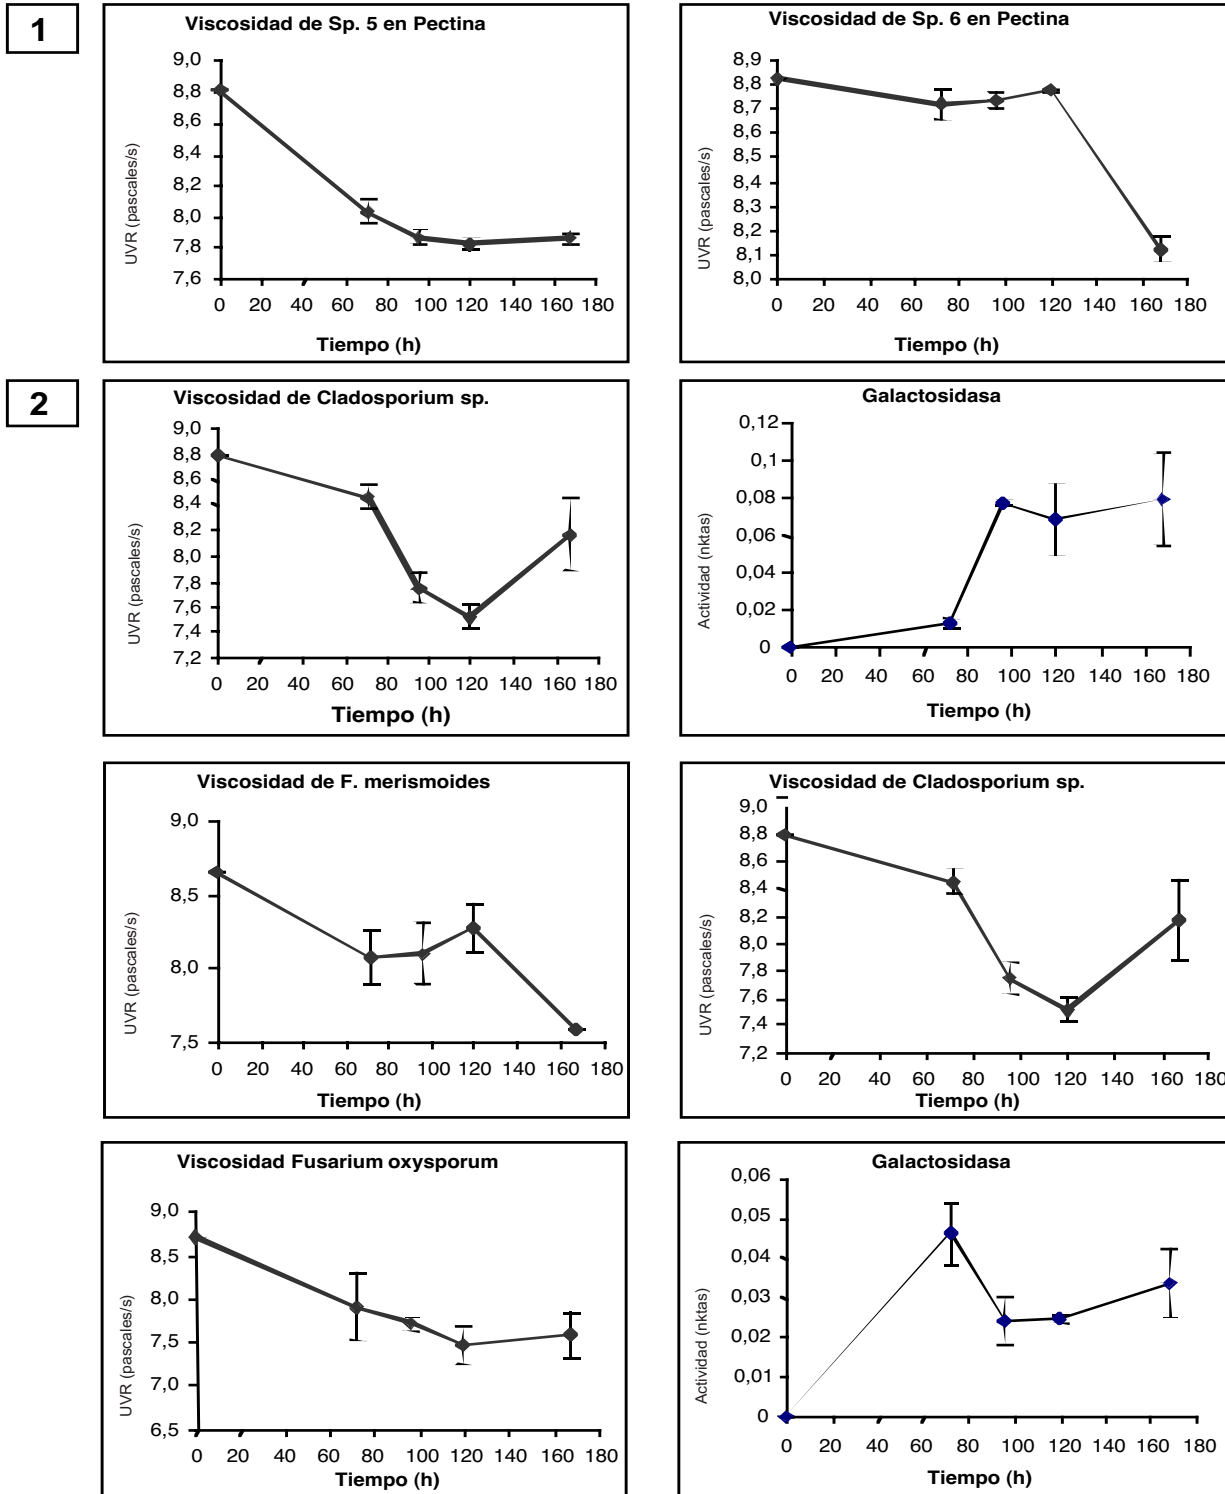 1
Viscosidad de Sp. 5 en Pectina
9,0
8,8
8,6
8,4
8,2
8,0
7,8
7,6
UVR (pascales/s)
0 20 40 60 80 100 120 140 160 180
Tiempo (h)
Viscosidad de Sp. 6 en Pectina
8,9
8,8
8,7
8,6
8,5
8,4
8,3
8,2
8,1
8,0
UVR (pascales/s)
0 20 40 60 80 100 120 140 160 180
Tiempo (h)
2
Viscosidad de Cladosporium sp.
9,0
8,8
8,6
8,4
8,2
8,0
7,8
7,6
7,4
7,2
UVR (pascales/s)
0 20 40 60 80 100 120 140 160 180
Tiempo (h)
Galactosidasa
0,12
0,1
0,08
0,06
0,04
0,02
0
Actividad (nktas)
0 20 40 60 80 100 120 140 160 180
Tiempo (h)
Viscosidad de F. merismoides
9,0
8,5
8,0
7,5
UVR (pascales/s)
0 20 40 60 80 100 120 140 160 180
Tiempo (h)
Viscosidad de Cladosporium sp.
9,0
8,8
8,6
8,4
8,2
8,0
7,8
7,6
7,4
7,2
UVR (pascales/s)
0 20 40 60 80 100 120 140 160 180
Tiempo (h)
Viscosidad Fusarium oxysporum
9,0
8,5
8,0
7,5
7,0
6,5
UVR (pascales/s)
0 20 40 60 80 100 120 140 160 180
Tiempo (h)
Galactosidasa
0,06
0,05
0,04
0,03
0,02
0,01
0
Actividad (nktas)
0 20 40 60 80 100 120 140 160 180
Tiempo (h)